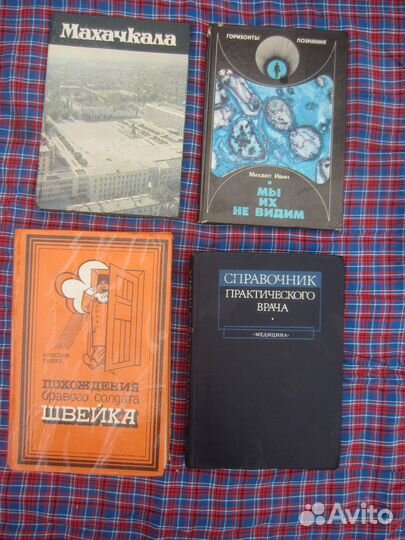 Махачкала
ГОРИЗОНТЫ ПОЗНАНИЯ
Михаил Ивин
МЫ
ИХ
НЕ ВИДИМ
ЯРОСЛАВ
ГАШЕК
ПОХОЖДЕНИЯ
бравого солдата
ШВЕЙКА
СПРАВОЧНИК
ПРАКТИЧЕСКОГО
ВРАЧА
«МЕДИЦИНА»
Avito